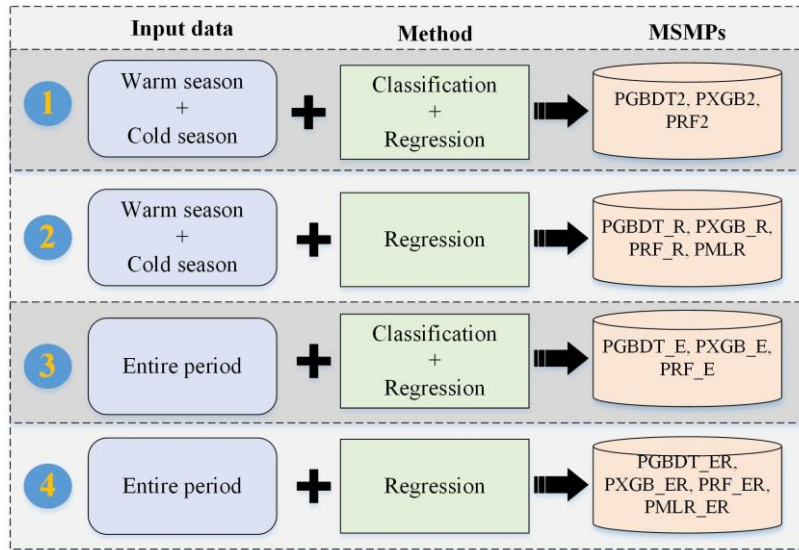 Input data
Method
MSMPs
1
Warm season
+
Cold season
+
Classification
+
Regression
PGBDT2, PXGB2,
PRF2
2
Warm season
+
Cold season
+
Regression
PGBDT_R, PXGB_R,
PRF_R, PMLR
3
Entire period
+
Classification
+
Regression
PGBDT_E, PXGB_E,
PRF_E
4
Entire period
+
Regression
PGBDT_ER,
PXGB_ER, PRF_ER,
PMLR_ER